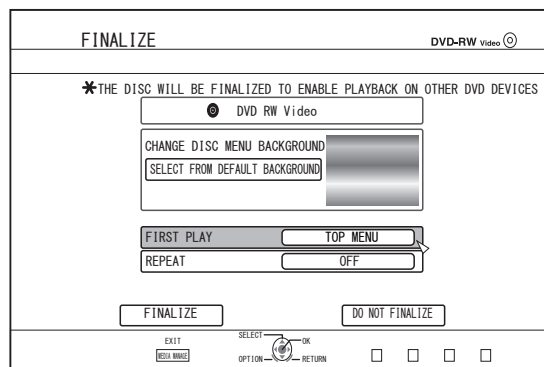 FINALIZE
DVD-RW Video
*THE DISC WILL BE FINALIZED TO ENABLE PLAYBACK ON OTHER DVD DEVICES
DVD RW Video
CHANGE DISC MENU BACKGROUND
SELECT FROM DEFAULT BACKGROUND
FIRST PLAY TOP MENU
REPEAT OFF
FINALIZE DO NOT FINALIZE
EXIT SELECT OK
MEDIA MANAGE OPTION RETURN